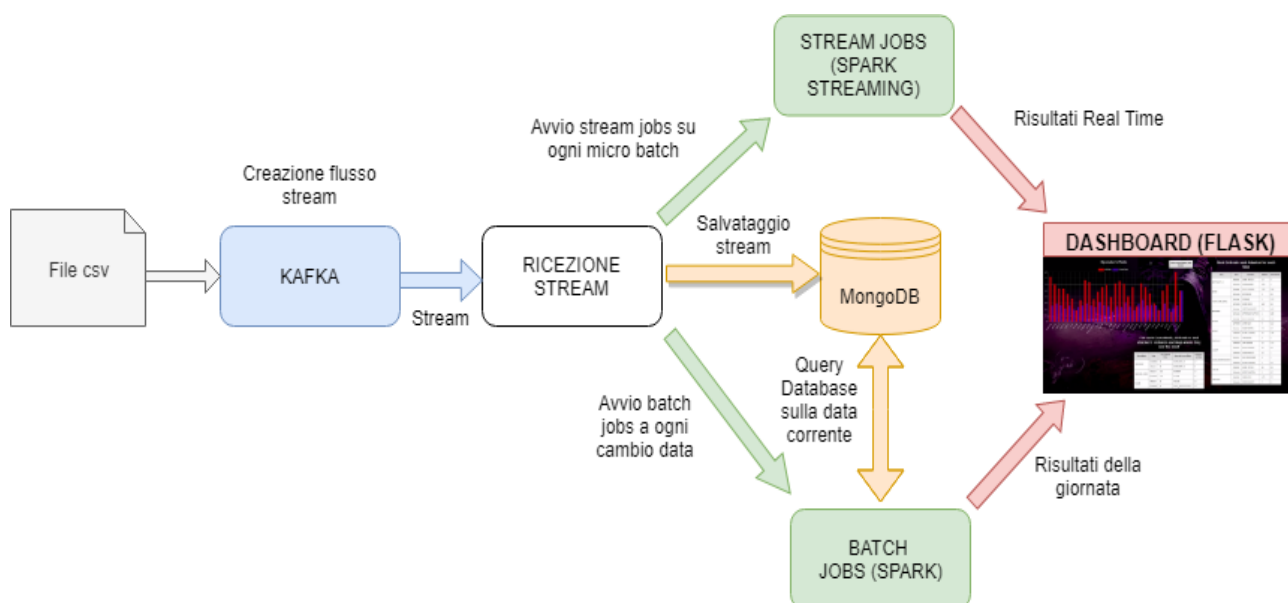 STREAM JOBS
(SPARK
STREAMING)
Avvio stream jobs su
ogni micro batch
Risultati Real Time
Creazione flusso
stream
File csv
KAFKA
Stream
RICEZIONE
STREAM
Salvataggio
stream
MongoDB
DASHBOARD (FLASK)
Query
Database
sulla data
corrente
Avvio batch
jobs a ogni
cambio data
Risultati della
giornata
BATCH
JOBS (SPARK)